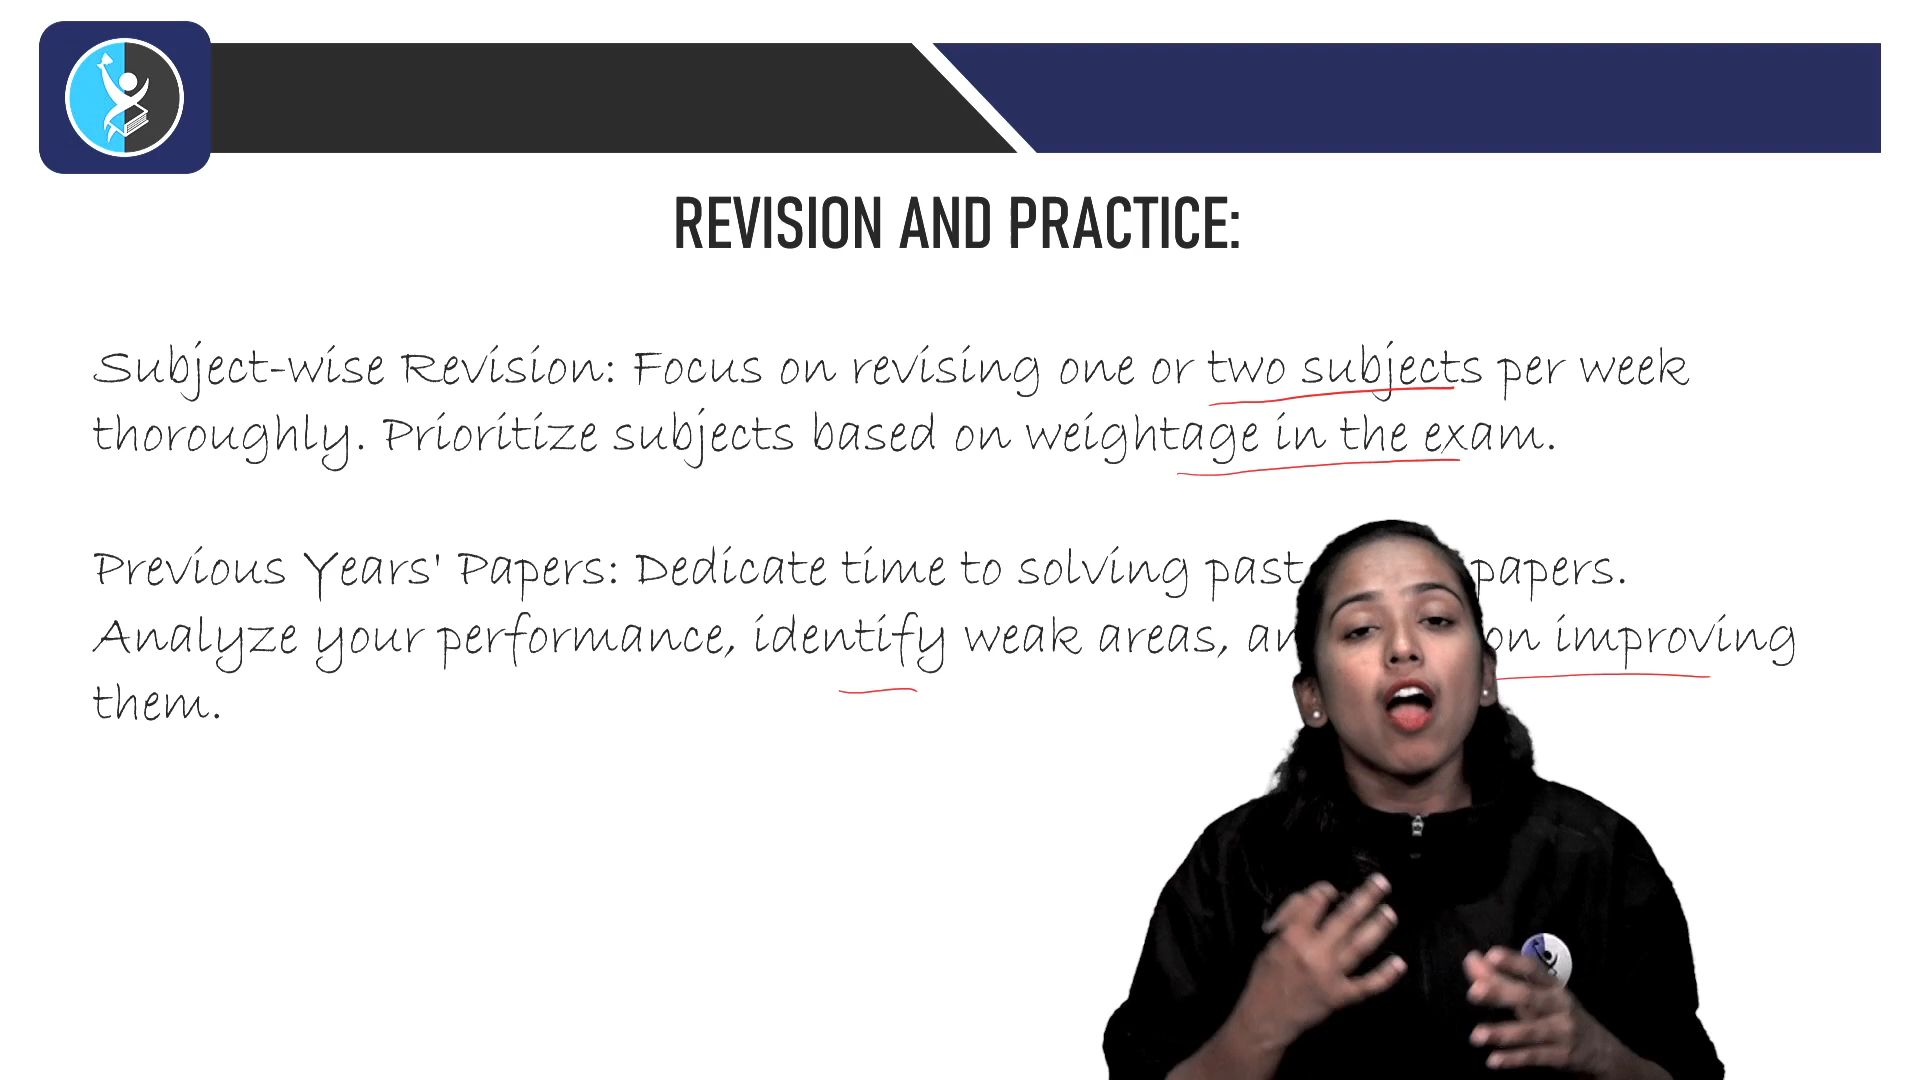 REVISION AND PRACTICE:
Subject-wise Revision: Focus on revising one or two subjects per week
thoroughly. Prioritize subjects based on weightage in the exam.
Previous Years' Papers: Dedicate time to solving past papers.
Analyze your performance, identify weak areas, on improving
them.